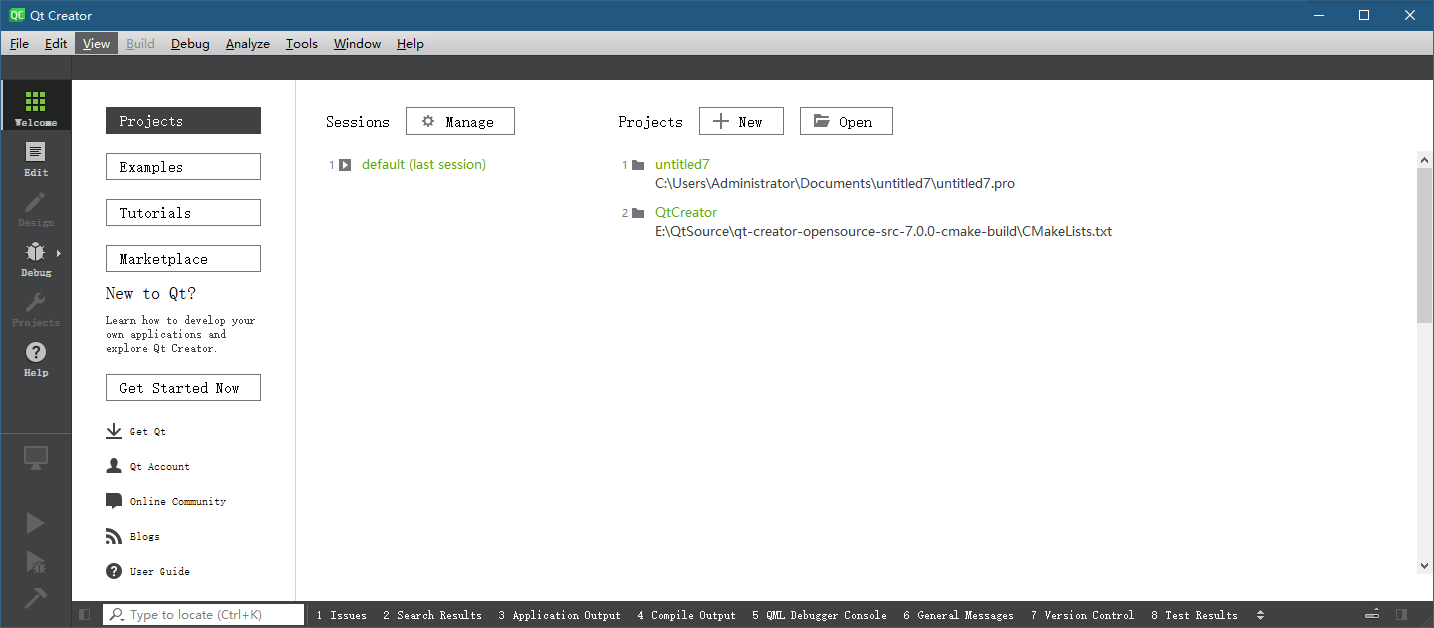 QC Qt Creator
File Edit View Build Debug Analyze Tools Window Help
Welcome
Edit
Design
Debug
Projects
Help
Projects
Examples
Tutorials
Marketplace
New to Qt?
Learn how to develop your
own applications and
explore Qt Creator.
Get Started Now
Get Qt
Qt Account
Online Community
Blogs
User Guide
Sessions Manage
1 default (last session)
Projects New Open
1 untitled7
C:\Users\Administrator\Documents\untitled7\untitled7.pro
2 QtCreator
E:\QtSource\qt-creator-opensource-src-7.0.0-cmake-build\CMakeLists.txt
Type to locate (Ctrl+K) 1 Issues 2 Search Results 3 Application Output 4 Compile Output 5 QML Debugger Console 6 General Messages 7 Version Control 8 Test Results